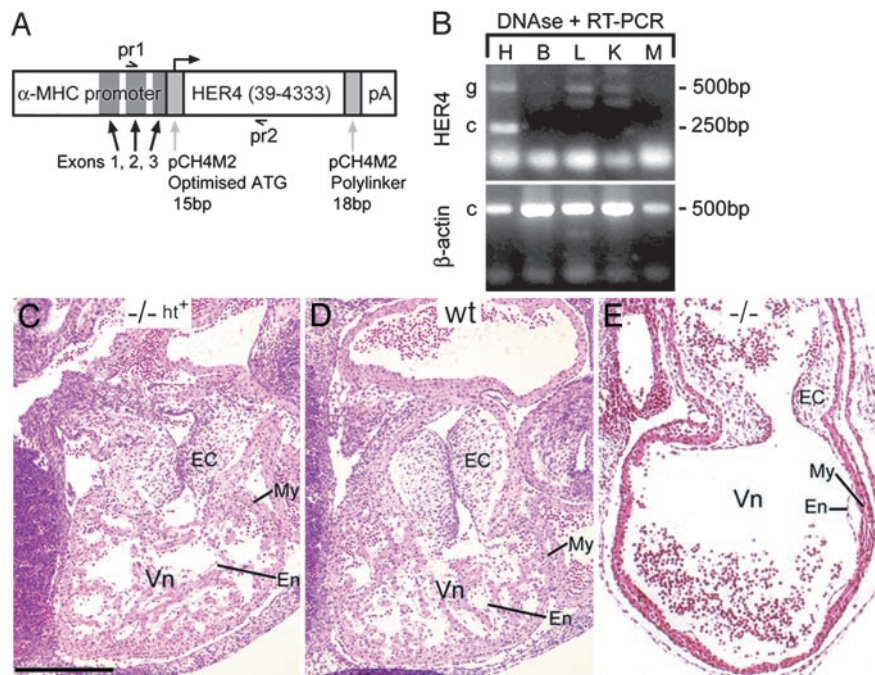 A
pr1
α-MHC promoter
HER4 (39-4333)
pA
pr2
Exons 1, 2, 3
pCH4M2
Optimised ATG
15bp
pCH4M2
Polylinker
18bp
B
DNAse + RT-PCR
H B L K M
HER4
g
c
- 500bp
- 250bp
β-actin
c
- 500bp
C
-/- ht+
EC
My
Vn
En
D
wt
EC
My
Vn
En
E
-/-
EC
My
En
Vn